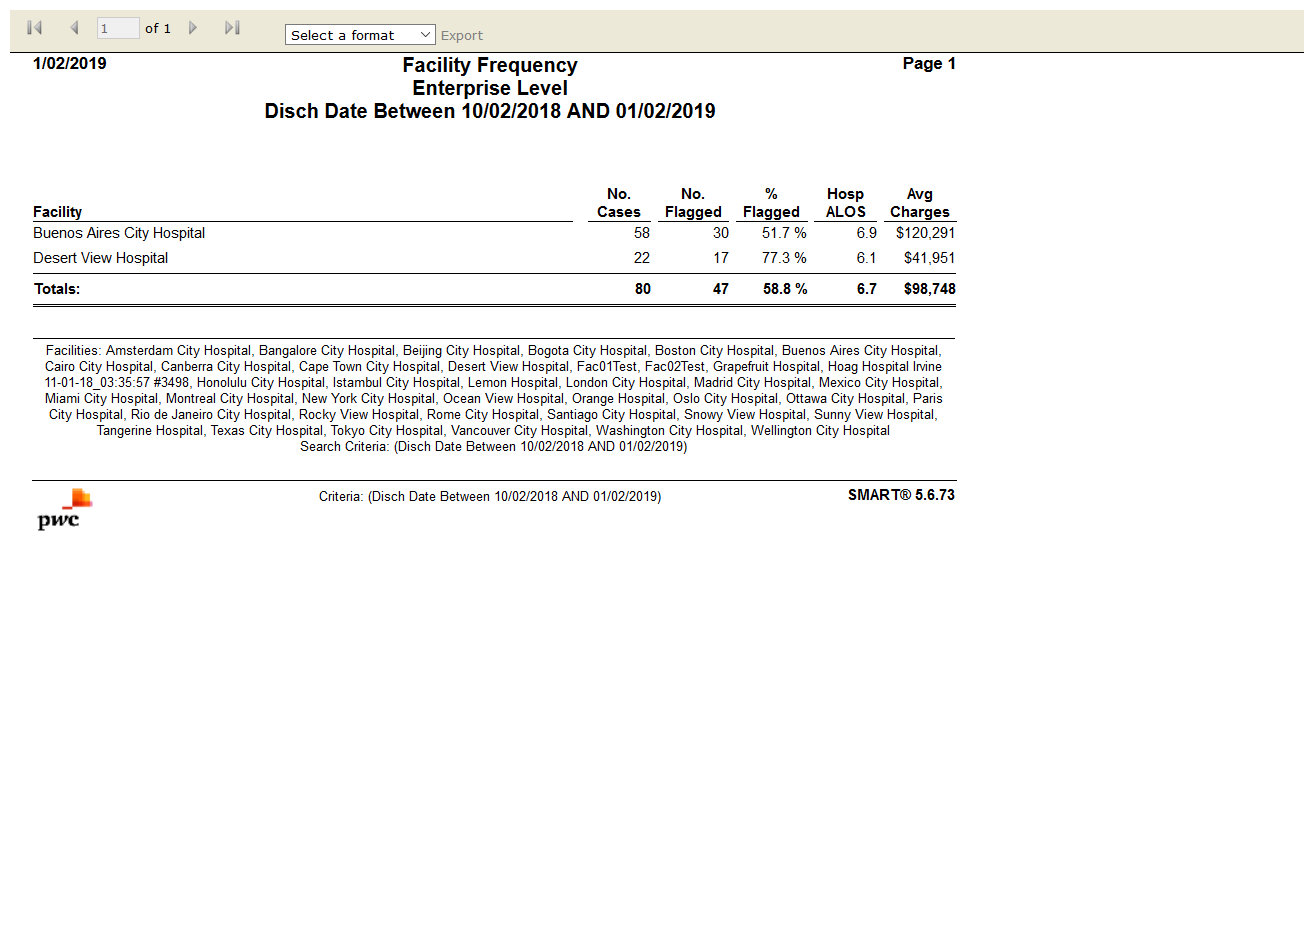 1 of 1 Select a format Export
1/02/2019 Facility Frequency Page 1
Enterprise Level
Disch Date Between 10/02/2018 AND 01/02/2019
No. No. % Hosp Avg
Facility Cases Flagged Flagged ALOS Charges
Buenos Aires City Hospital 58 30 51.7 % 6.9 $120,291
Desert View Hospital 22 17 77.3 % 6.1 $41,951
Totals: 80 47 58.8 % 6.7 $98,748
Facilities: Amsterdam City Hospital, Bangalore City Hospital, Beijing City Hospital, Bogota City Hospital, Boston City Hospital, Buenos Aires City Hospital,
Cairo City Hospital, Canberra City Hospital, Cape Town City Hospital, Desert View Hospital, Fac01Test, Fac02Test, Grapefruit Hospital, Hoag Hospital Irvine
11-01-18_03:35:57 #3498, Honolulu City Hospital, Istambul City Hospital, Lemon Hospital, London City Hospital, Madrid City Hospital, Mexico City Hospital,
Miami City Hospital, Montreal City Hospital, New York City Hospital, Ocean View Hospital, Orange Hospital, Oslo City Hospital, Ottawa City Hospital, Paris
City Hospital, Rio de Janeiro City Hospital, Rocky View Hospital, Rome City Hospital, Santiago City Hospital, Snowy View Hospital, Sunny View Hospital,
Tangerine Hospital, Texas City Hospital, Tokyo City Hospital, Vancouver City Hospital, Washington City Hospital, Wellington City Hospital
Search Criteria: (Disch Date Between 10/02/2018 AND 01/02/2019)
Criteria: (Disch Date Between 10/02/2018 AND 01/02/2019) SMART® 5.6.73
pwc